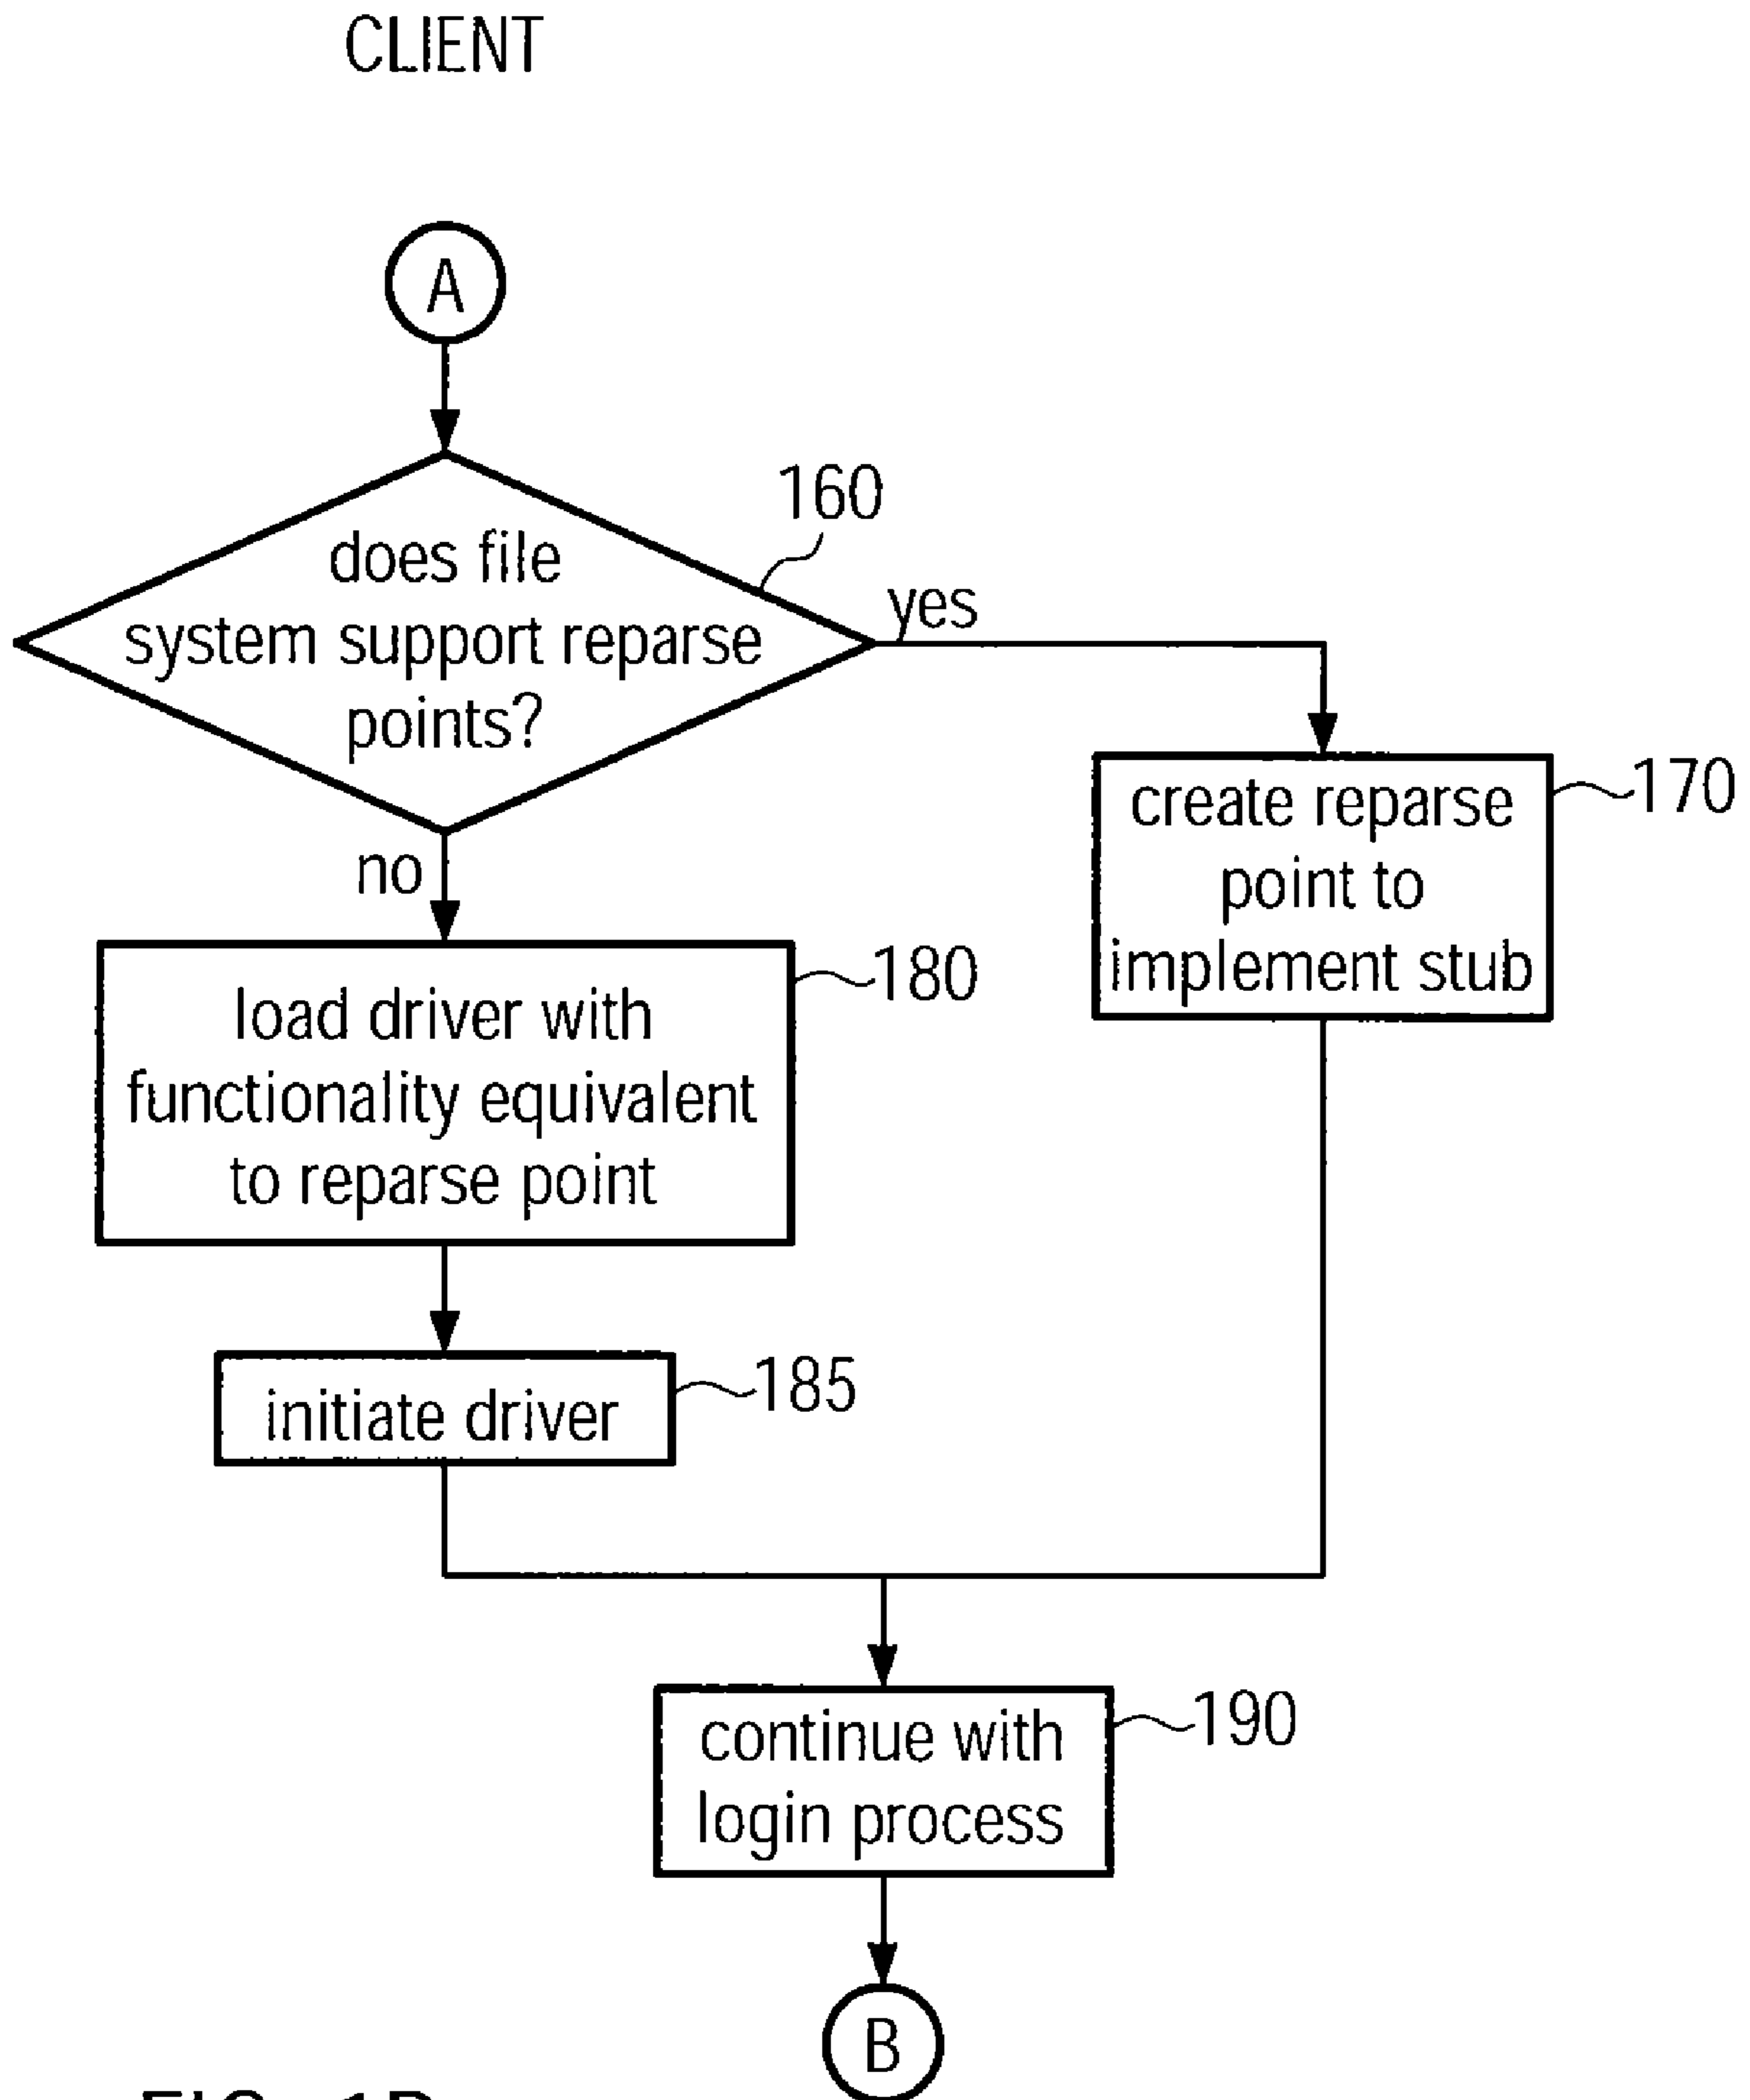 CLIENT
A
160
does file
system support reparse
points?
yes
no
170
create reparse
point to
implement stub
180
load driver with
functionality equivalent
to reparse point
185
initiate driver
190
continue with
login process
B